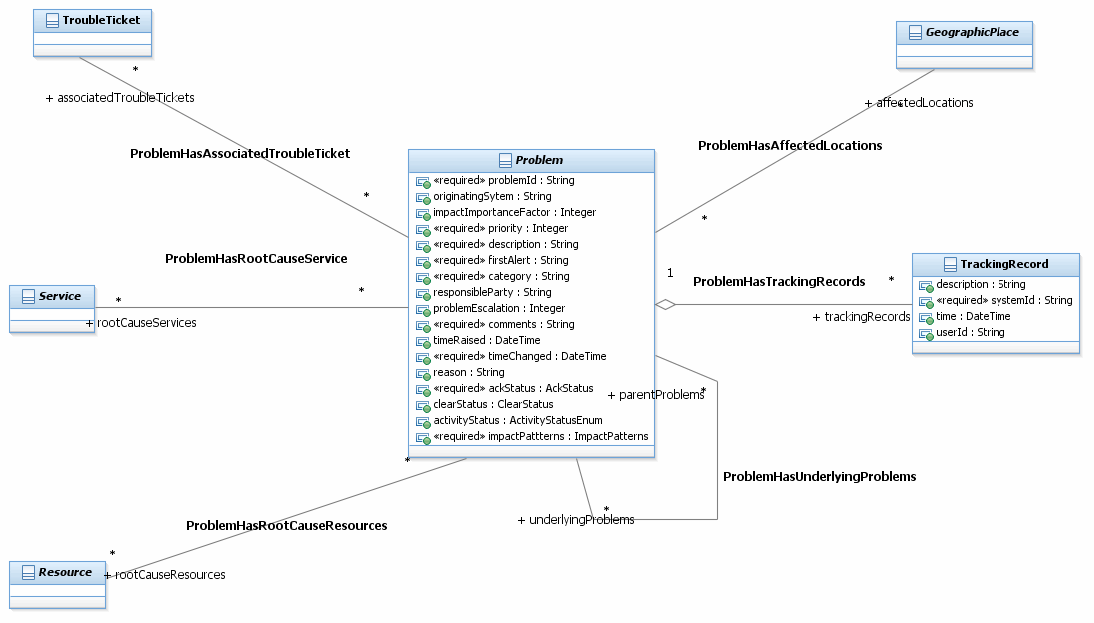 TroubleTicket
*
+ associatedTroubleTickets
ProblemHasAssociatedTroubleTicket
*
GeographicPlace
+ affectedLocations
*
ProblemHasAffectedLocations
*
Problem
«required» problemId : String
originatingSytem : String
impactImportanceFactor : Integer
«required» priority : Integer
«required» description : String
«required» firstAlert : String
«required» category : String
responsibleParty : String
problemEscalation : Integer
«required» comments : String
timeRaised : DateTime
«required» timeChanged : DateTime
reason : String
«required» ackStatus : AckStatus
clearStatus : ClearStatus
activityStatus : ActivityStatusEnum
«required» impactPattterns : ImpactPatterns
ProblemHasRootCauseService
*
Service
*
+ rootCauseServices
1
ProblemHasTrackingRecords
*
+ trackingRecords
TrackingRecord
description : String
«required» systemId : String
time : DateTime
userId : String
+ parentProblems
*
ProblemHasUnderlyingProblems
*
+ underlyingProblems
*
ProblemHasRootCauseResources
*
Resource
+ rootCauseResources